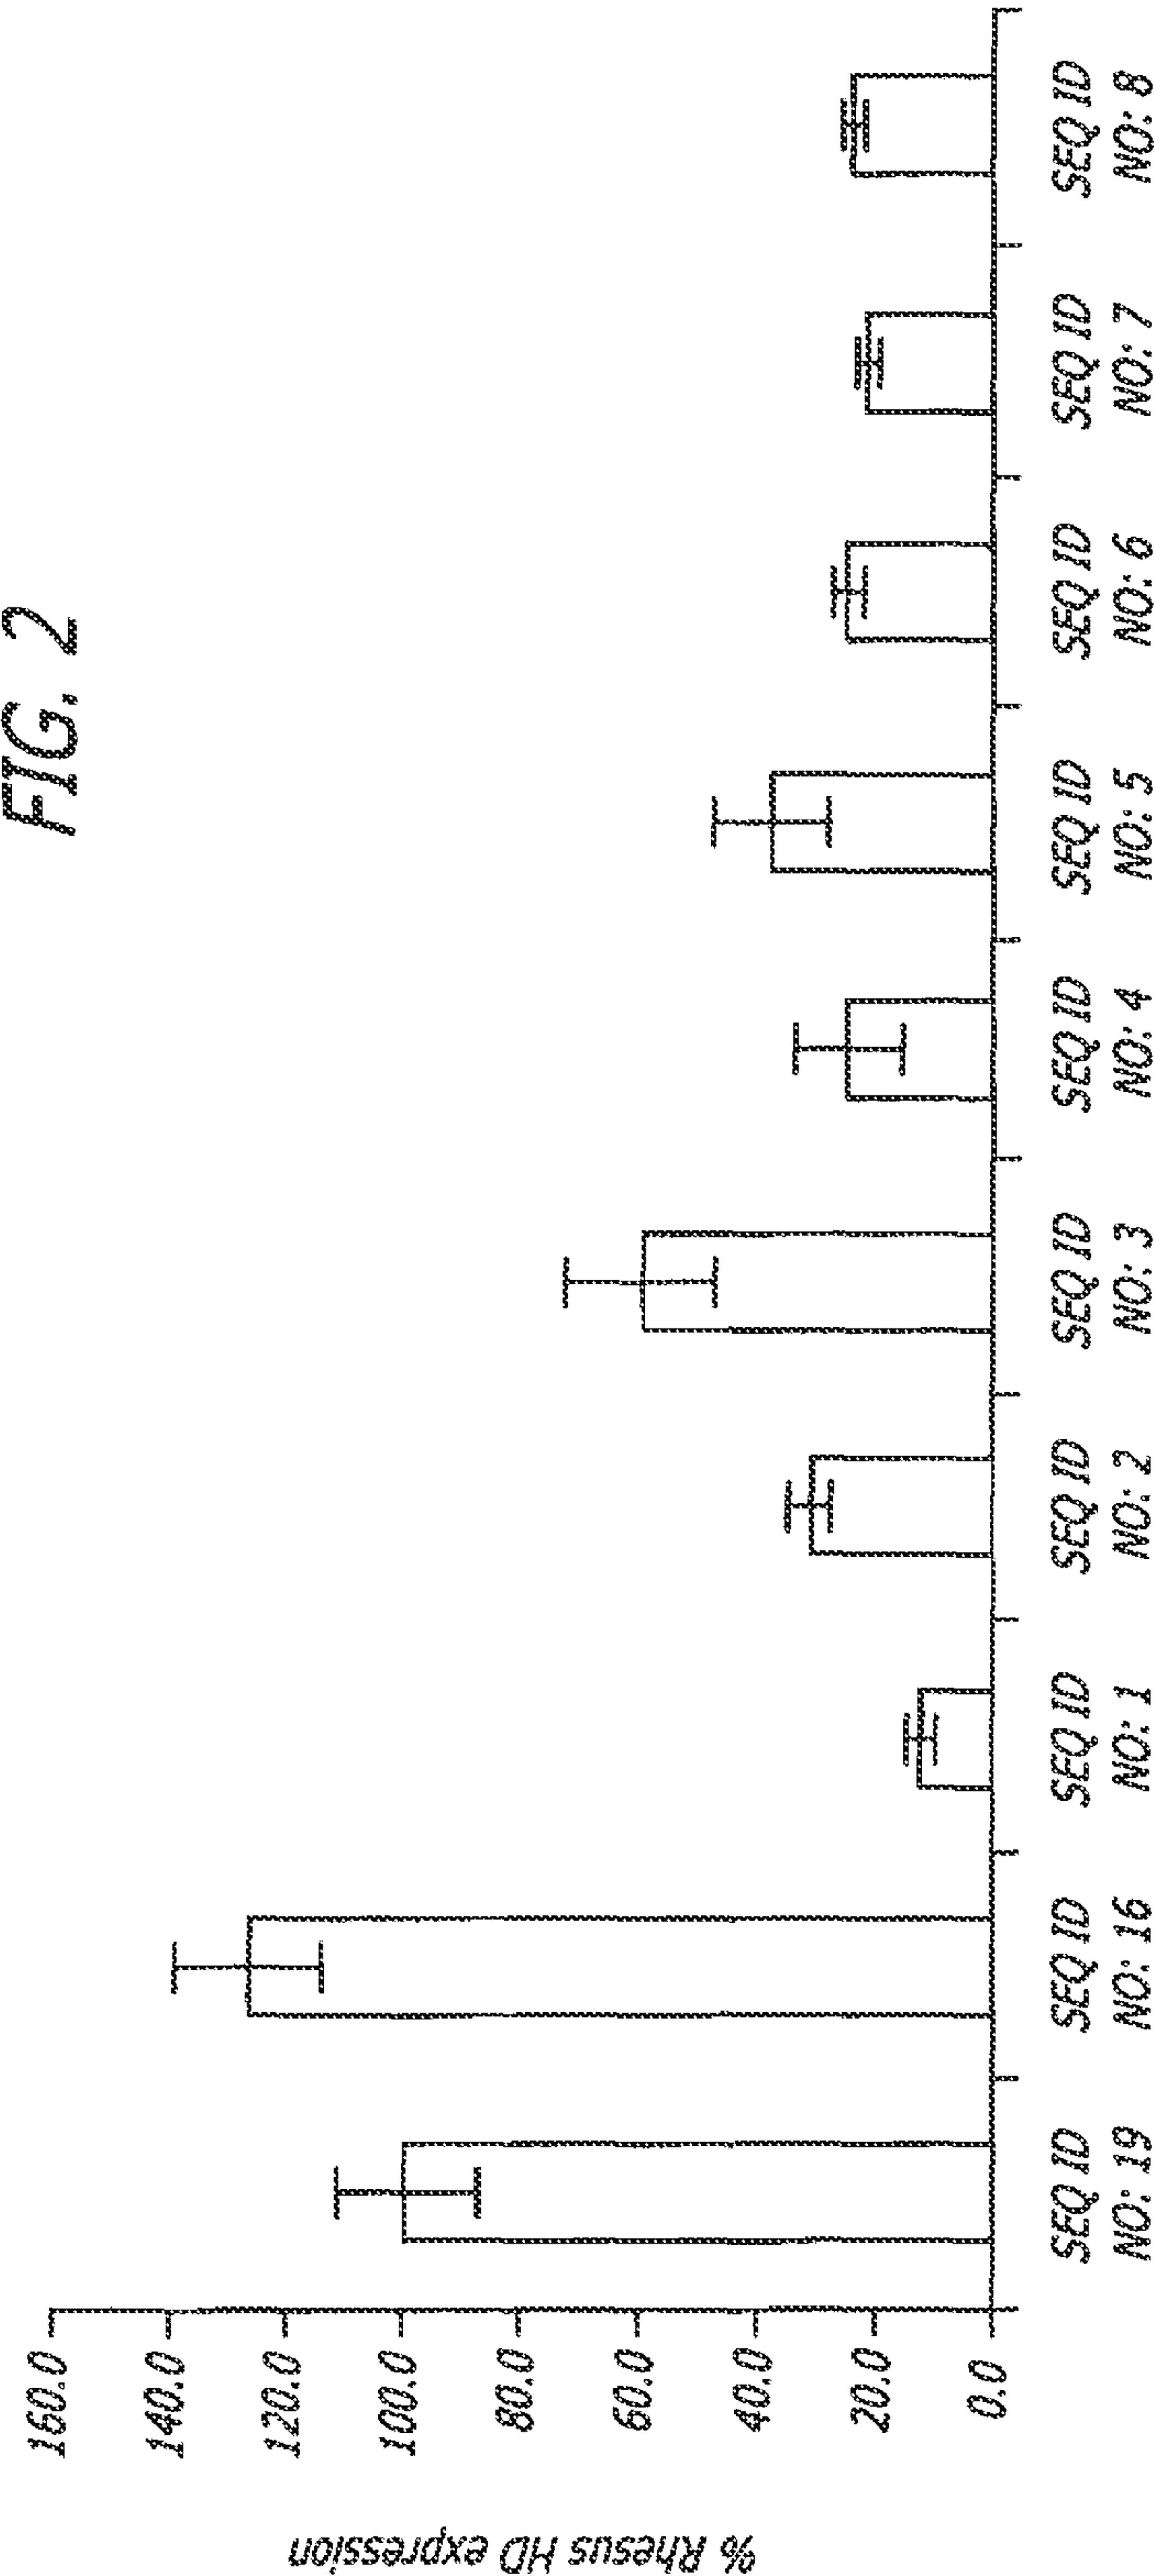 FIG. 2
% Rhesus HD expression
160.0
140.0
120.0
100.0
80.0
60.0
40.0
20.0
0.0
SEQ ID
NO: 19
SEQ ID
NO: 16
SEQ ID
NO: 1
SEQ ID
NO: 2
SEQ ID
NO: 3
SEQ ID
NO: 4
SEQ ID
NO: 5
SEQ ID
NO: 6
SEQ ID
NO: 7
SEQ ID
NO: 8